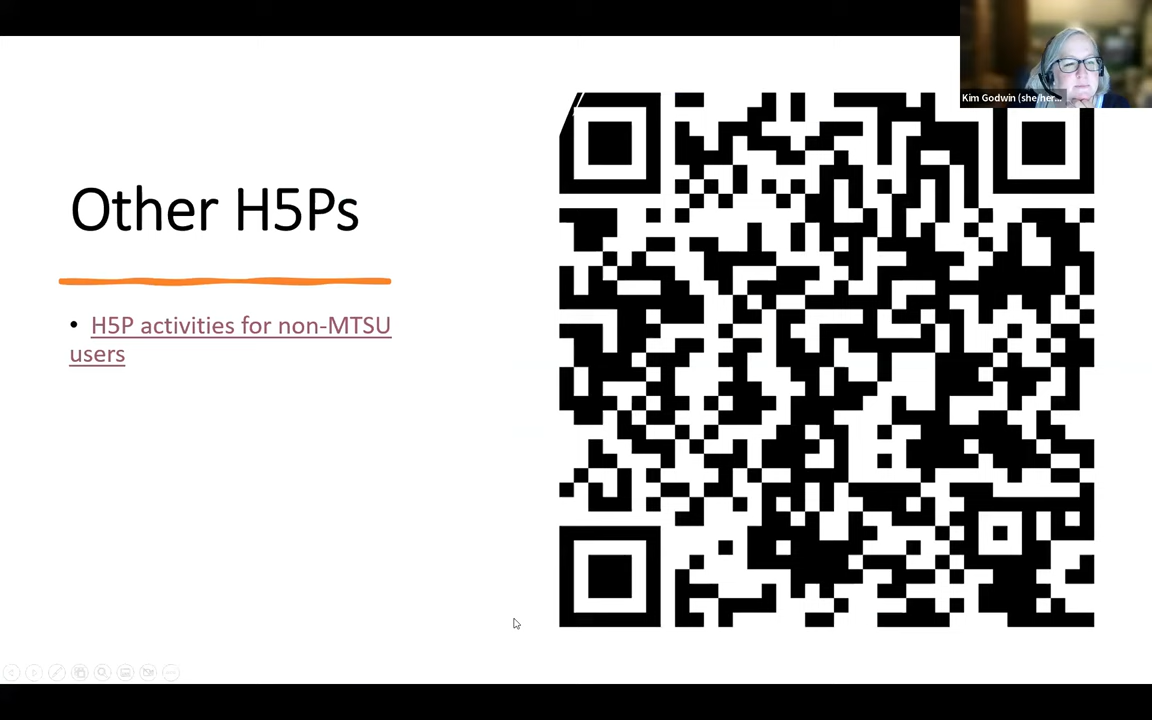 Kim Godwin (she/her...
Other H5Ps
• H5P activities for non-MTSU
users